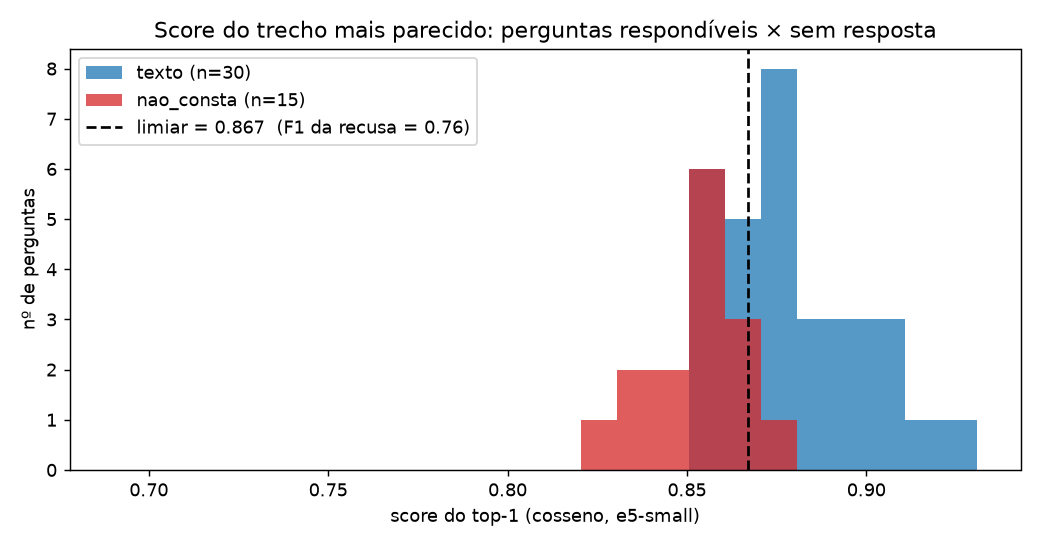 Score do trecho mais parecido: perguntas respondíveis × sem resposta
texto (n=30)
nao_consta (n=15)
limiar = 0.867 (F1 da recusa = 0.76)
nº de perguntas
8
7
6
5
4
3
2
1
0
0.70 0.75 0.80 0.85 0.90
score do top-1 (cosseno, e5-small)